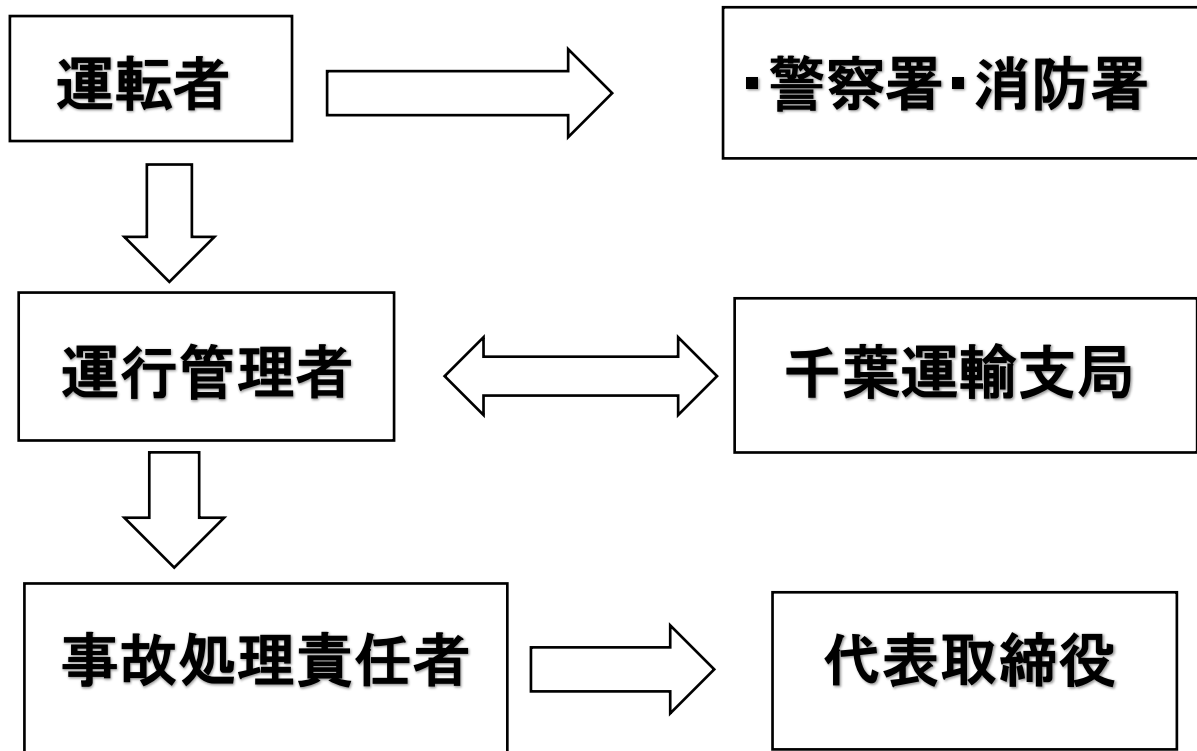 運転者
・警察署・消防署
運行管理者
千葉運輸支局
事故処理責任者
代表取締役